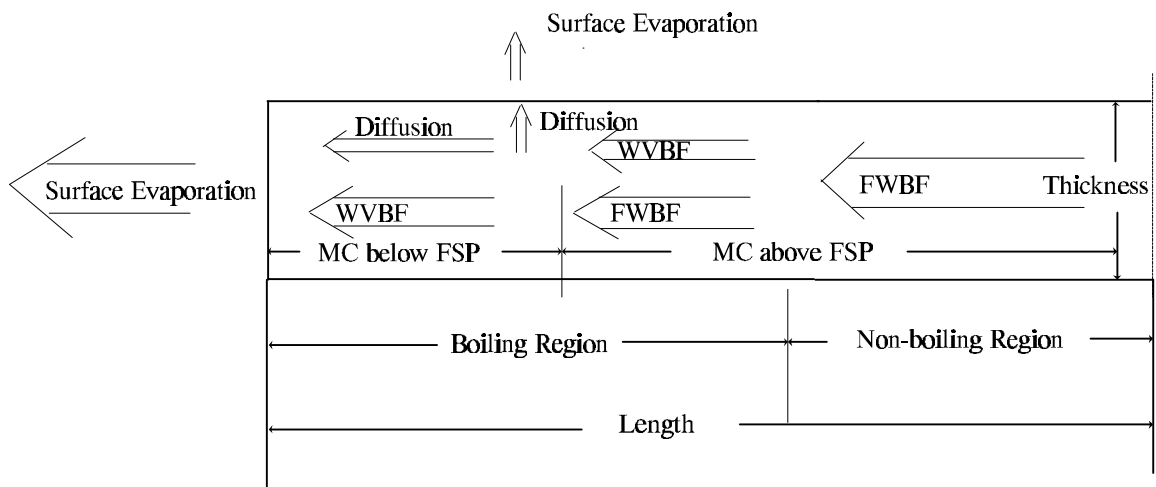 Surface Evaporation
Diffusion
Diffusion
WVBF
FWBF
Thickness
Surface Evaporation
WVBF
FWBF
MC below FSP
MC above FSP
Boiling Region
Non-boiling Region
Length